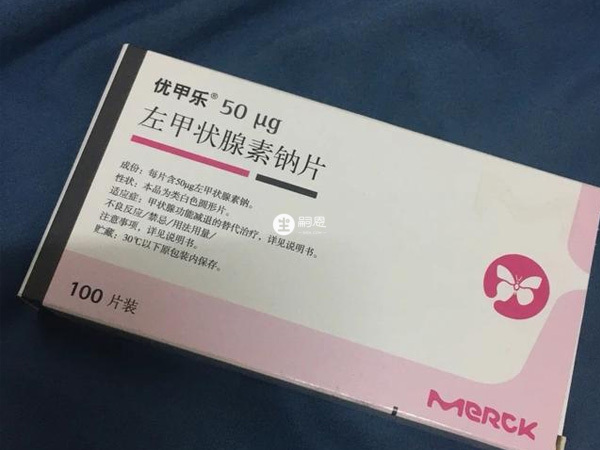 优甲乐® 50 μg
左甲状腺素钠片
成份：每片含50μg左甲状腺素钠。
性状：本品为类白色圆形片。
适应症：甲状腺功能减退的替代治疗，详见说明书。
不良反应/禁忌/用法用量/
注意事项，详见说明书。
贮藏：30℃以下原包装内保存。
嗣恩
100 片装
MERCK